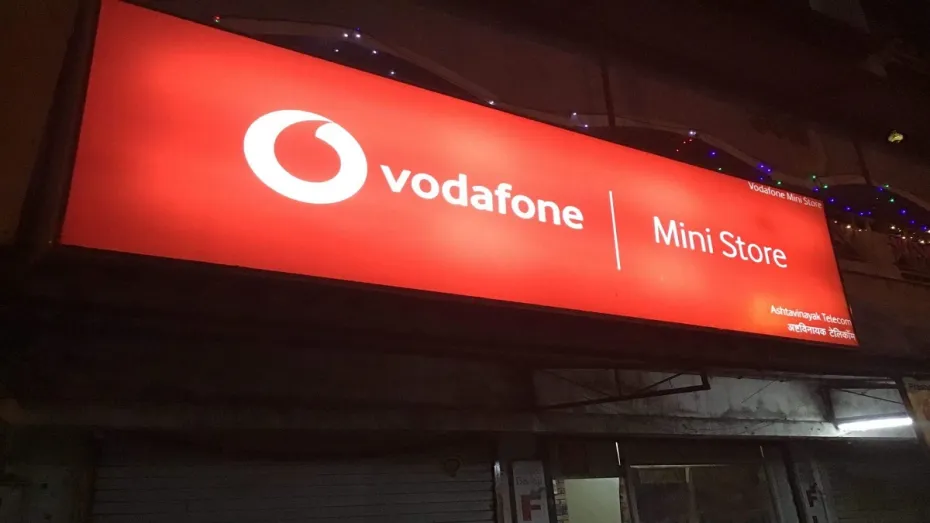 vodafone
Mini Store
Vodafone Mini Store
Ashtavinayak Telecom
अष्टविनायक टेलिकॉम
F